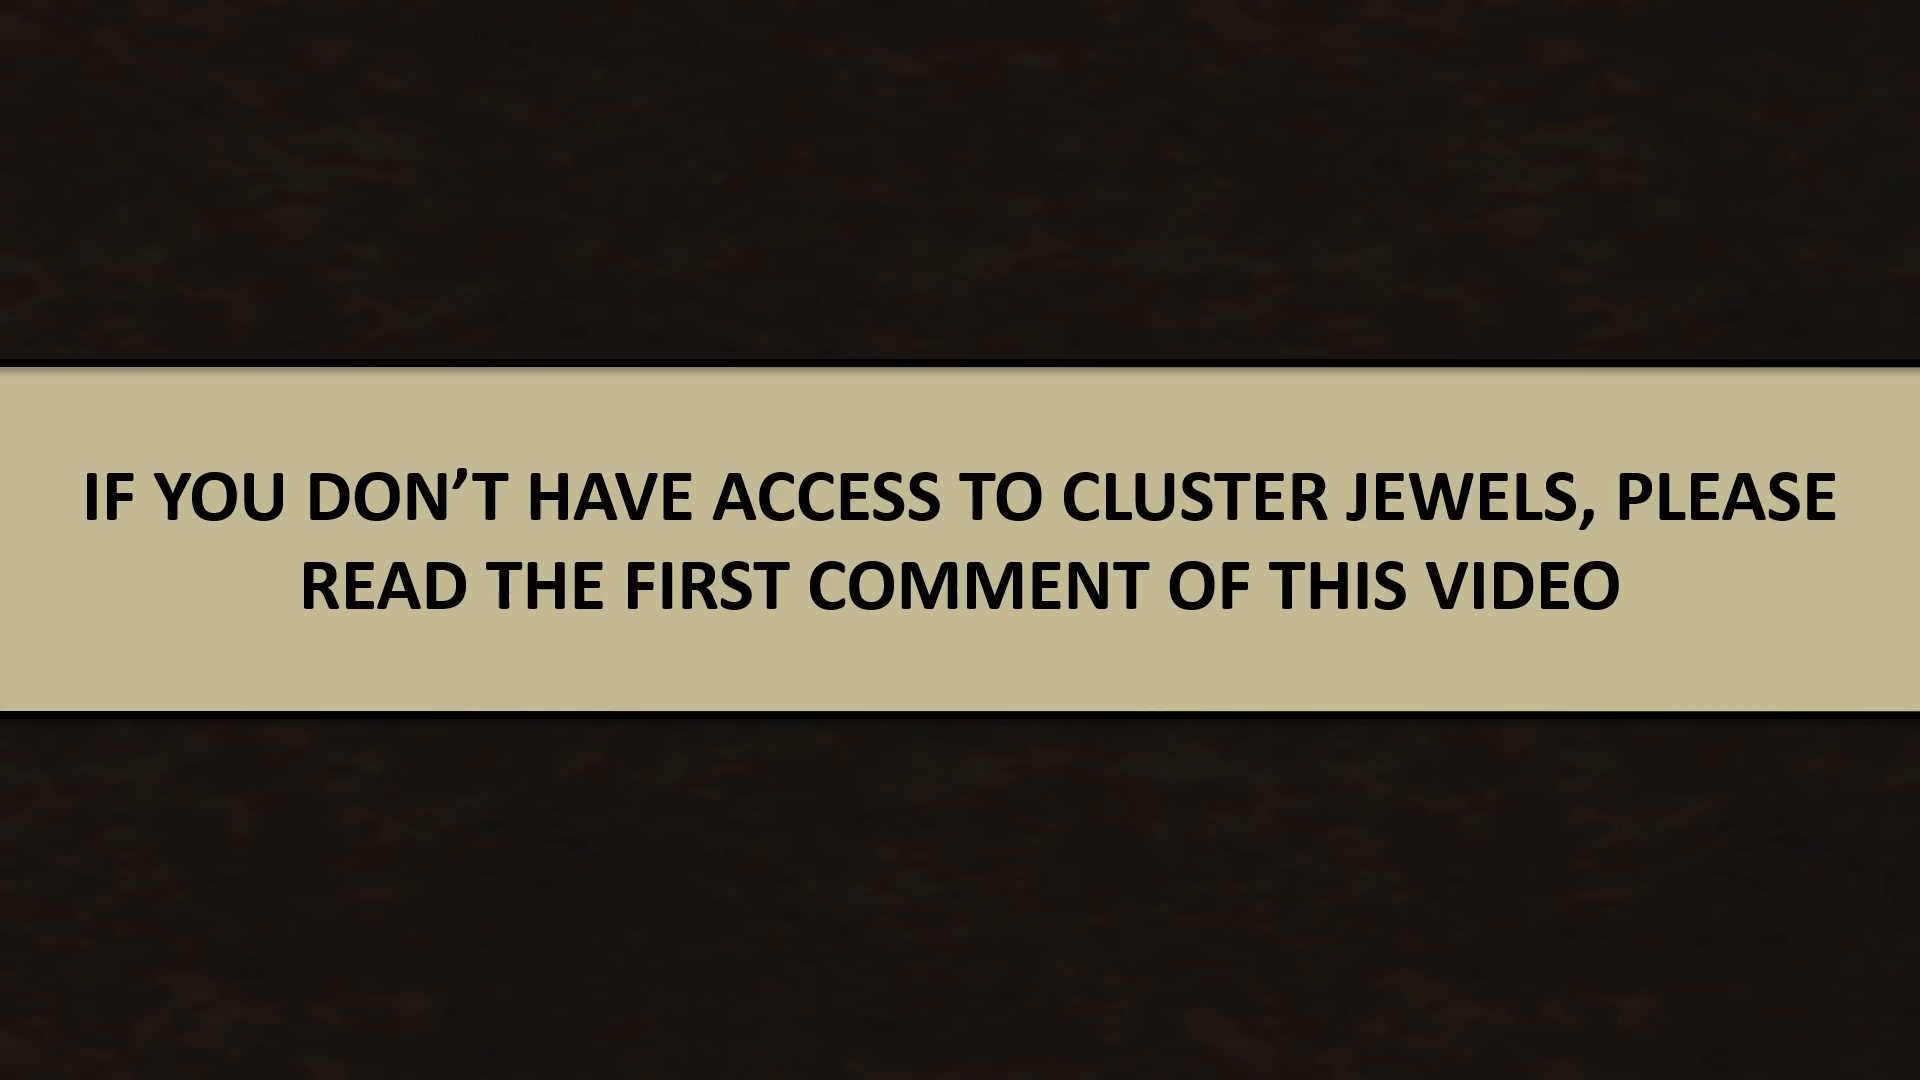 IF YOU DON’T HAVE ACCESS TO CLUSTER JEWELS, PLEASE
READ THE FIRST COMMENT OF THIS VIDEO